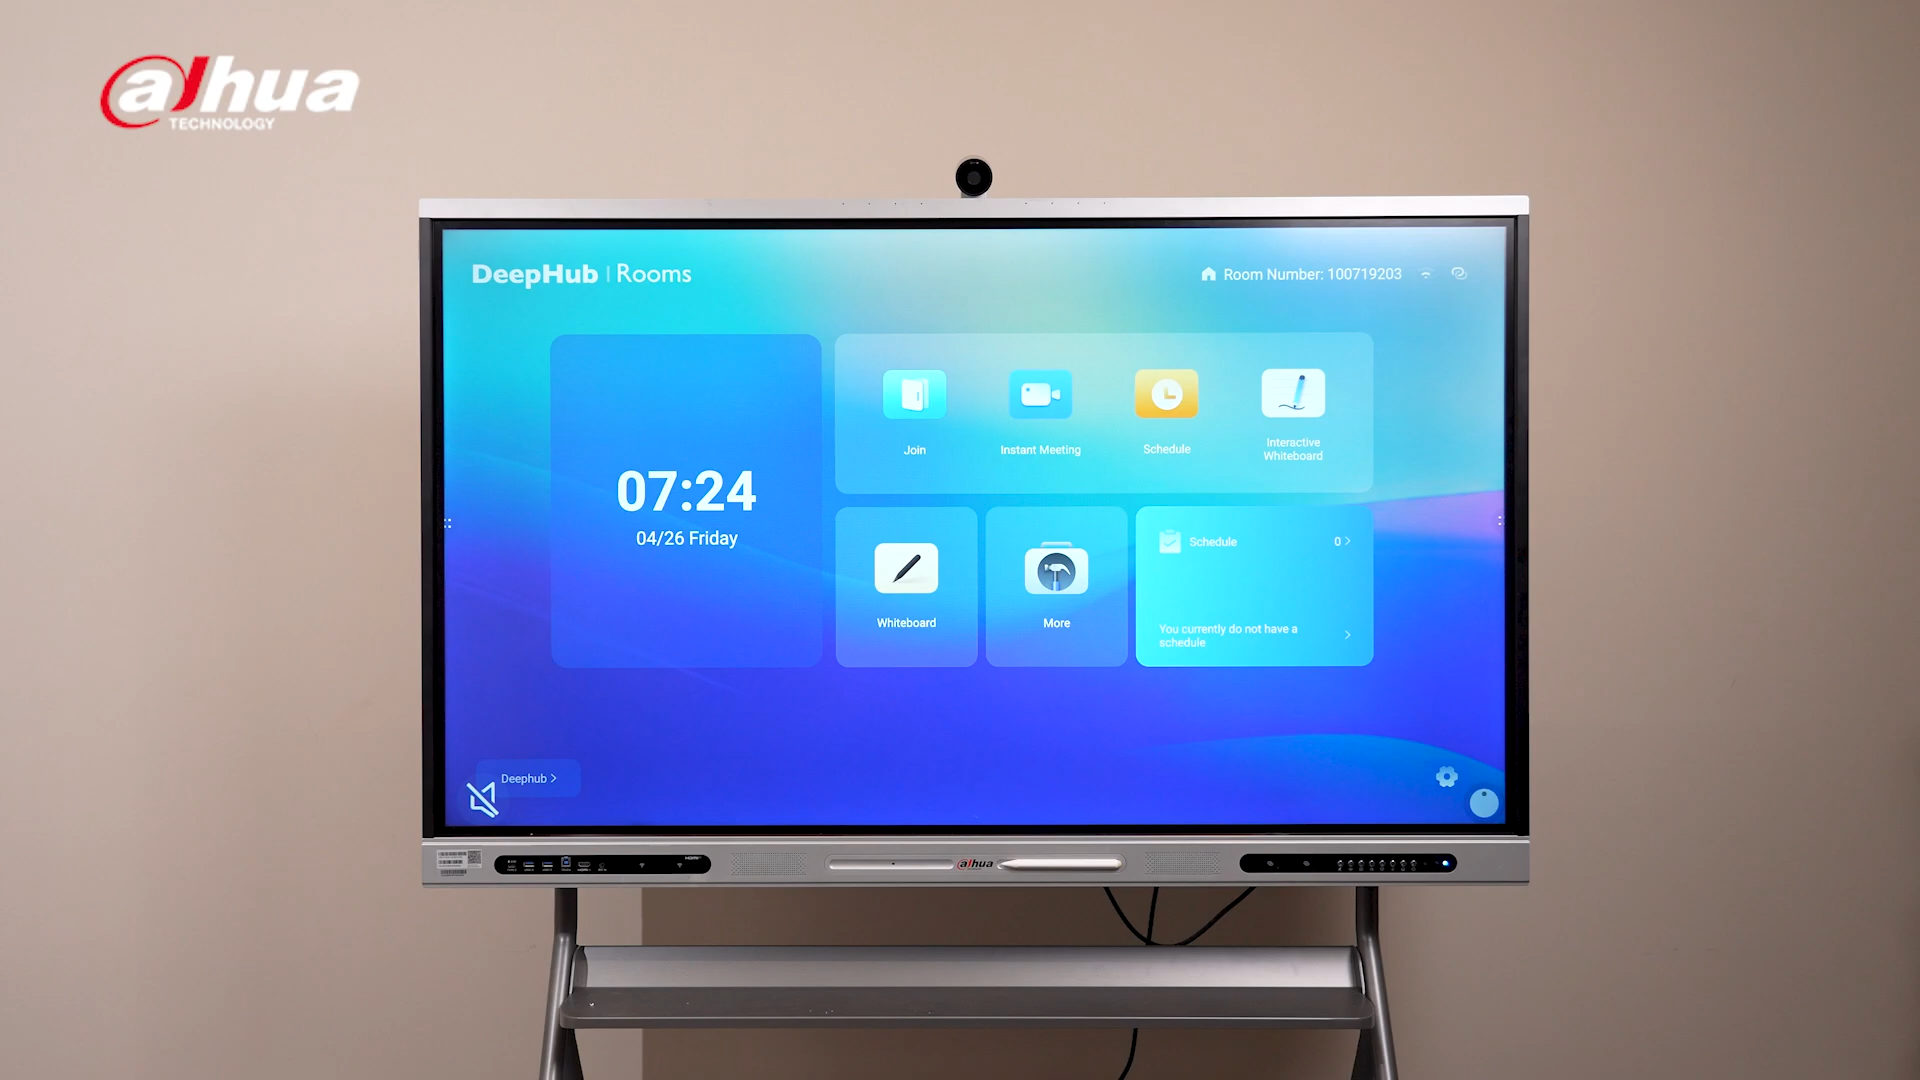 alhua
TECHNOLOGY
DeepHub | Rooms
Room Number: 100719203
07:24
04/26 Friday
Join
Instant Meeting
Schedule
Interactive
Whiteboard
Whiteboard
More
Schedule
0 >
You currently do not have a
schedule
>
Deephub >
HDMI
alhua